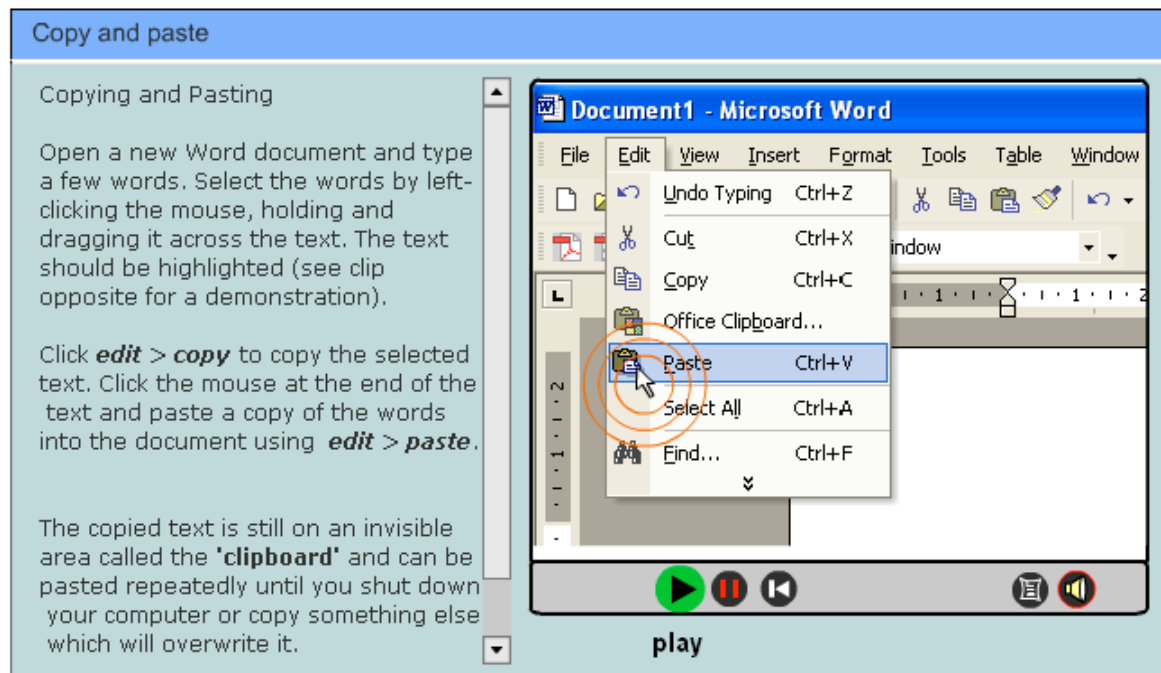 Copy and paste
Copying and Pasting
Open a new Word document and type
a few words. Select the words by left-
clicking the mouse, holding and
dragging it across the text. The text
should be highlighted (see clip
opposite for a demonstration).
Click edit > copy to copy the selected
text. Click the mouse at the end of the
text and paste a copy of the words
into the document using edit > paste.
The copied text is still on an invisible
area called the 'clipboard' and can be
pasted repeatedly until you shut down
your computer or copy something else
which will overwrite it.
Document1 - Microsoft Word
File Edit View Insert Format Tools Table Window
Undo Typing Ctrl+Z
Cut Ctrl+X
indow
Copy Ctrl+C
1 1 2
Office Clipboard...
Paste Ctrl+V
2
Select All Ctrl+A
1
Find... Ctrl+F
play